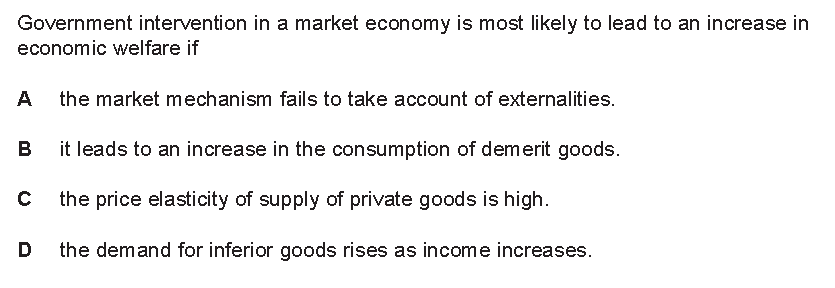 Government intervention in a market economy is most likely to lead to an increase in
economic welfare if
A the market mechanism fails to take account of externalities.
B it leads to an increase in the consumption of demerit goods.
C the price elasticity of supply of private goods is high.
D the demand for inferior goods rises as income increases.